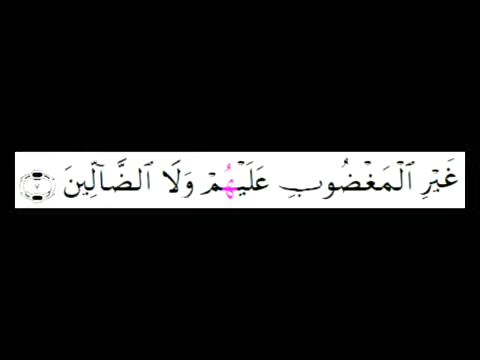 غَيْرِ ٱلْمَغْضُوبِ عَلَيْهُمْ وَلَا ٱلضَّآلِّينَ ٧